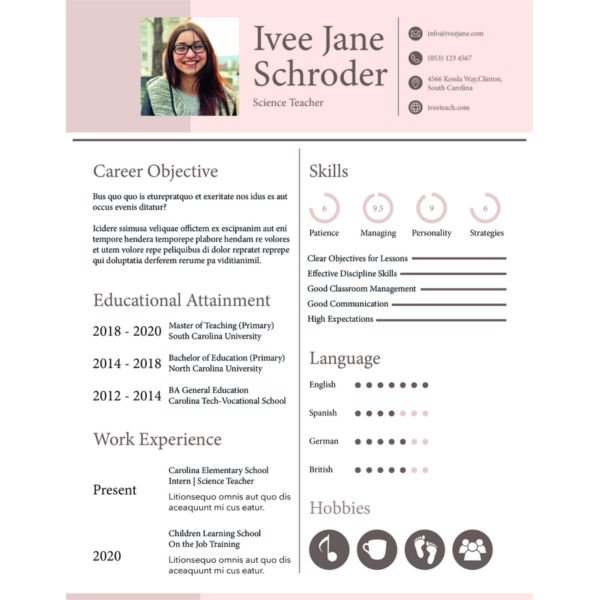 Ivee Jane
Schroder
Science Teacher
info@iveejane.com
(053) 123 4567
4566 Kessla Way,Clinton,
South Carolina
iveeteach.com
Career Objective
Bus quo quo is etureptratquo et exeritate nos idus es aut
occus evenis ditatur?
Icidere ssimusa veliquae offictem ex escipsanim aut eni
tempore hendera temporepe plabore hendam re volores
et utem volore repe peliquibus di dolor repratet reprepe
qui doluptatia derferem rerume pa viditianimil.
Educational Attainment
2018 - 2020 Master of Teaching (Primary)
South Carolina University
2014 - 2018 Bachelor of Education (Primary)
North Carolina University
2012 - 2014 BA General Education
Carolina Tech-Vocational School
Work Experience
Present
Carolina Elementary School
Intern | Science Teacher
Litionsequo omnis aut quo dis
acaquunt mi cus eatur.
2020
Children Learning School
On the Job Training
Litionsequo omnis aut quo dis
acaquunt mi cus eatur.
Skills
6 9.5 9 6
Patience Managing Personality Strategies
Clear Objectives for Lessons
Effective Discipline Skills
Good Classroom Management
Good Communication
High Expectations
Language
English
Spanish
German
British
Hobbies